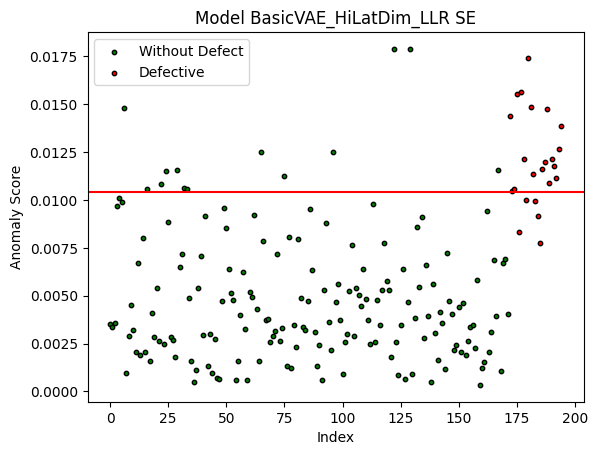 Model BasicVAE_HiLatDim_LLR SE
Without Defect
Defective
Anomaly Score
0.0175
0.0150
0.0125
0.0100
0.0075
0.0050
0.0025
0.0000
0 25 50 75 100 125 150 175 200
Index